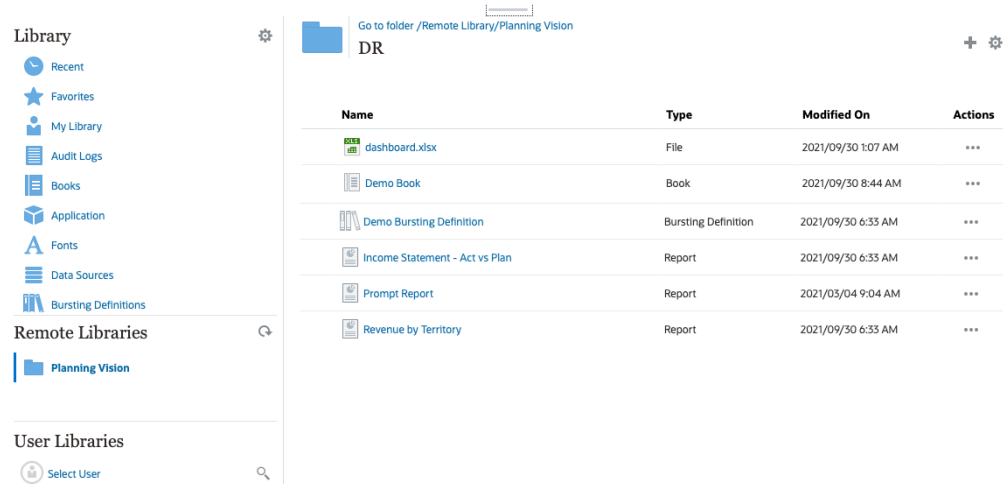 Library
Recent
Favorites
My Library
Audit Logs
Books
Application
Fonts
Data Sources
Bursting Definitions
Remote Libraries
Planning Vision
User Libraries
Select User
Go to folder /Remote Library/Planning Vision
DR
Name Type Modified On Actions
XLS dashboard.xlsx File 2021/09/30 1:07 AM
Demo Book Book 2021/09/30 8:44 AM
Demo Bursting Definition Bursting Definition 2021/09/30 6:33 AM
Income Statement - Act vs Plan Report 2021/09/30 6:33 AM
Prompt Report Report 2021/03/04 9:04 AM
Revenue by Territory Report 2021/09/30 6:33 AM